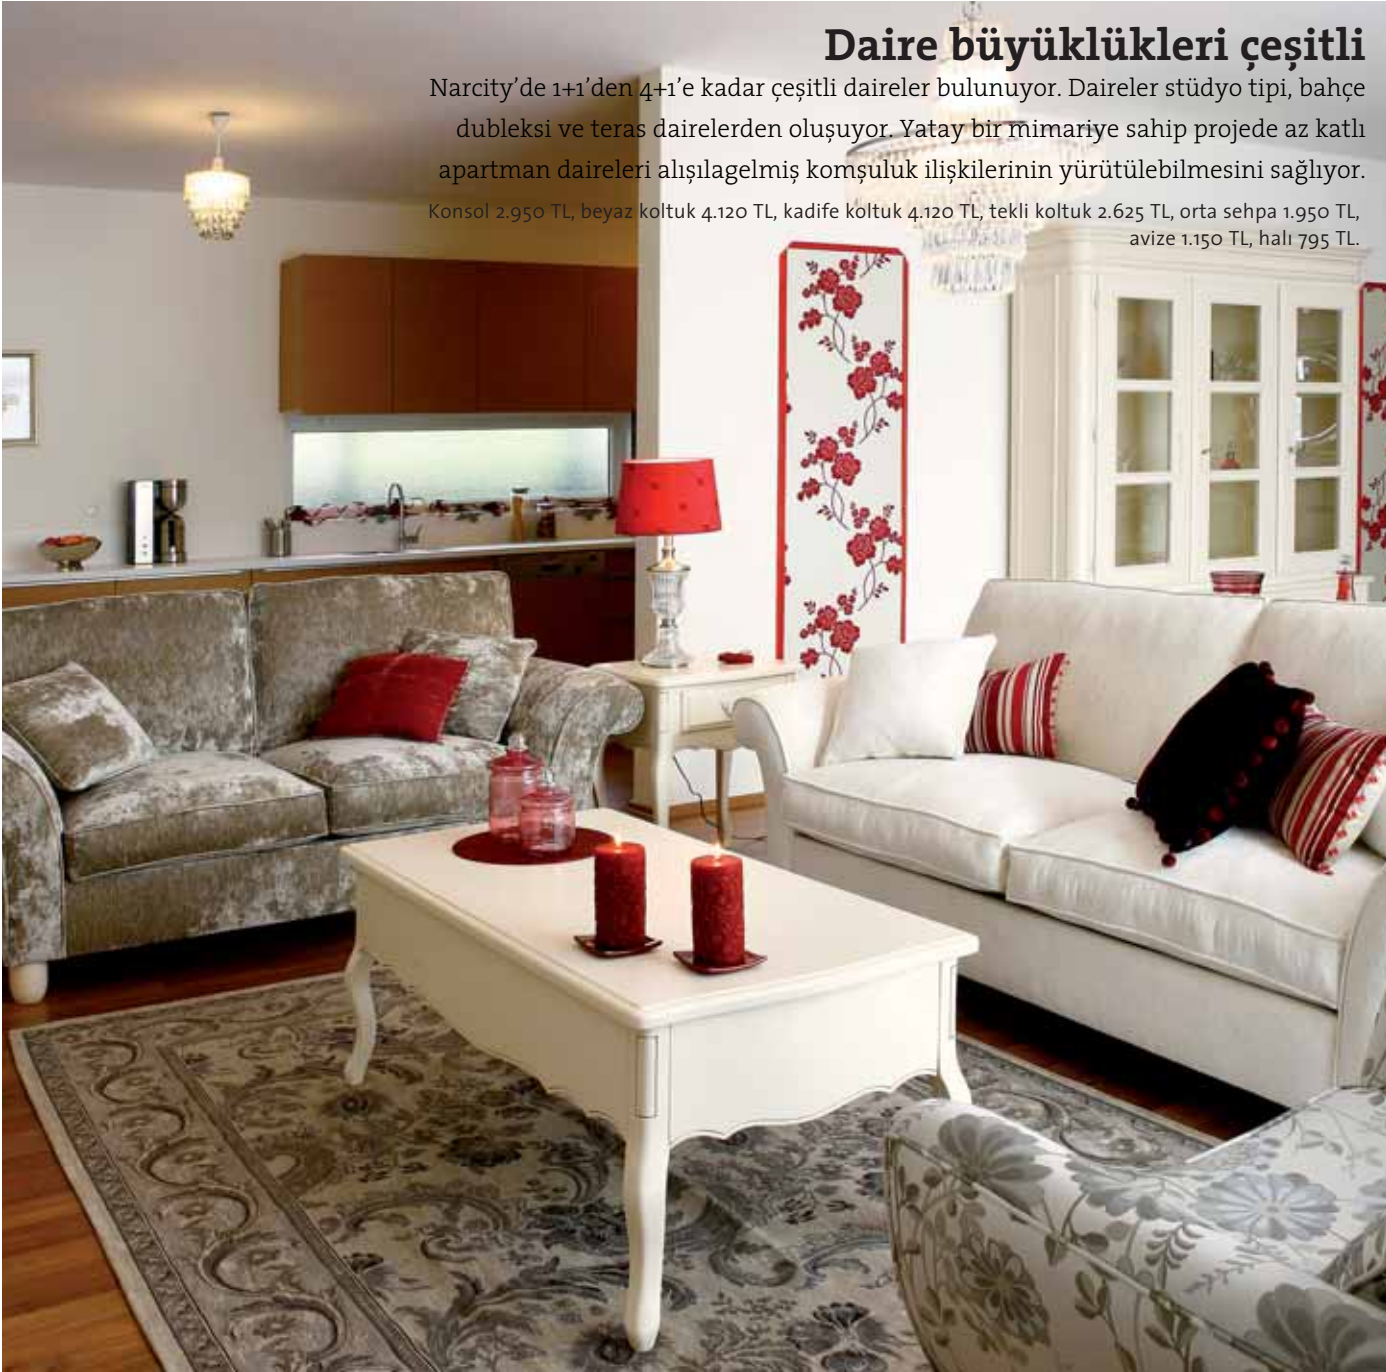 Daire büyüklükleri çeşitli
Narcity’de 1+1’den 4+1’e kadar çeşitli daireler bulunuyor. Daireler stüdyo tipi, bahçe
dubleksi ve teras dairelerden oluşuyor. Yatay bir mimariye sahip projede az katlı
apartman daireleri alışılagelmiş komşuluk ilişkilerinin yürütülebilmesini sağlıyor.
Konsol 2.950 TL, beyaz koltuk 4.120 TL, kadife koltuk 4.120 TL, tekli koltuk 2.625 TL, orta sehpa 1.950 TL,
avize 1.150 TL, halı 795 TL.